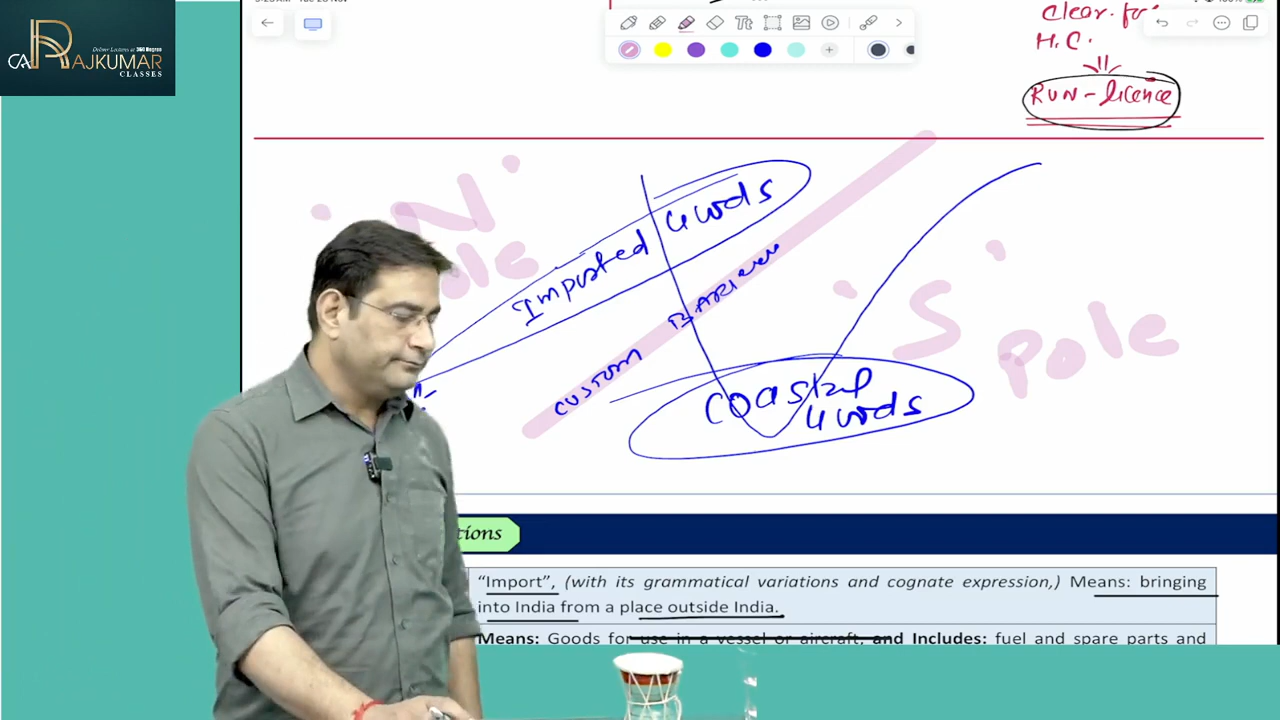 CA RAJKUMAR
Deliver Lectures at 360 Degree
CLASSES
Tt
clear. for
H.C.
RUN - licence
N
Pole
Imported Goods
CUSTOM BARRIERS
S
Pole
Coastal
Goods
tions
“Import”, (with its grammatical variations and cognate expression,) Means: bringing
into India from a place outside India.
Means: Goods for use in a vessel or aircraft, and Includes: fuel and spare parts and